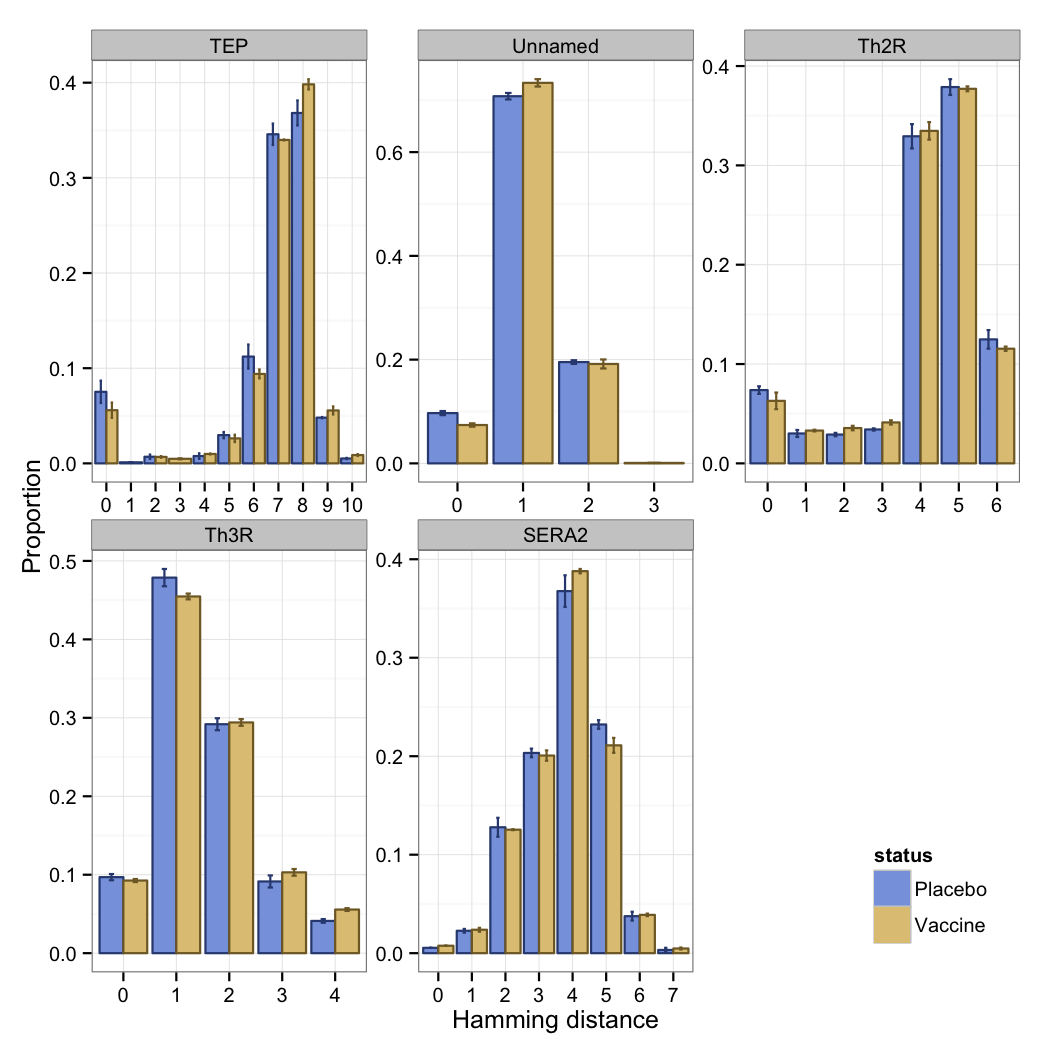 TEP Unnamed Th2R
0.4 0.3 0.2 0.1 0.0
0.6 0.4 0.2 0.0
0.4 0.3 0.2 0.1 0.0
0 1 2 3 4 5 6 7 8 9 10
0 1 2 3
0 1 2 3 4 5 6
Proportion
Th3R SERA2
0.5 0.4 0.3 0.2 0.1 0.0
0.4 0.3 0.2 0.1 0.0
0 1 2 3 4
0 1 2 3 4 5 6 7
Hamming distance
status
Placebo
Vaccine